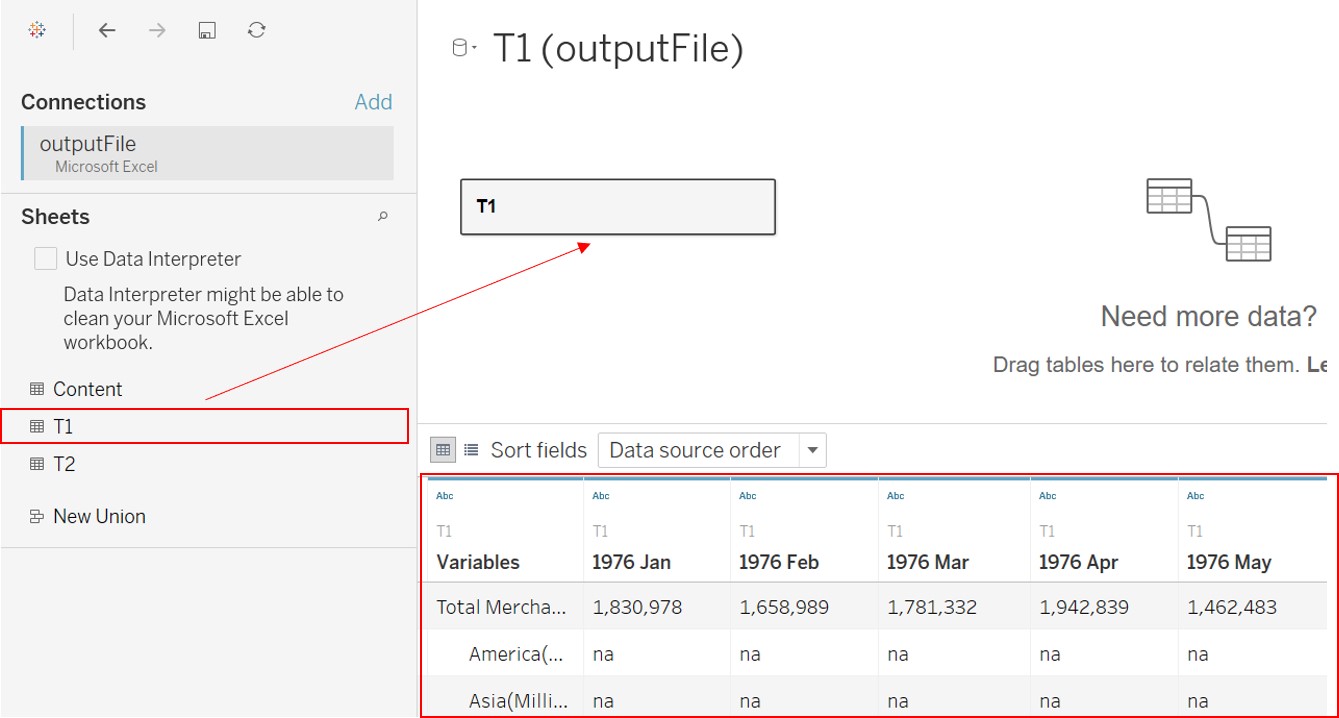 T1 (outputFile)
Connections
Add
outputFile
Microsoft Excel
Sheets
Use Data Interpreter
Data Interpreter might be able to
clean your Microsoft Excel
workbook.
Content
T1
T2
New Union
T1
Need more data?
Drag tables here to relate them. Le
Sort fields
Data source order
Abc Abc Abc Abc Abc Abc
T1 T1 T1 T1 T1 T1
Variables 1976 Jan 1976 Feb 1976 Mar 1976 Apr 1976 May
Total Mercha... 1,830,978 1,658,989 1,781,332 1,942,839 1,462,483
America(... na na na na na
Asia(Milli... na na na na na